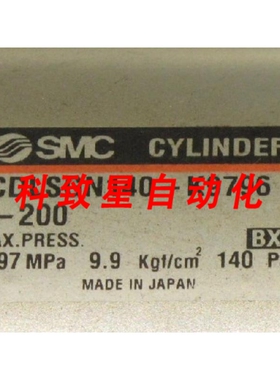 SMC CYLINDER
-200
AX.PRESS.
BX
97 MPa 9.9 Kgf/cm² 140 P
MADE IN JAPAN
科致星自动化